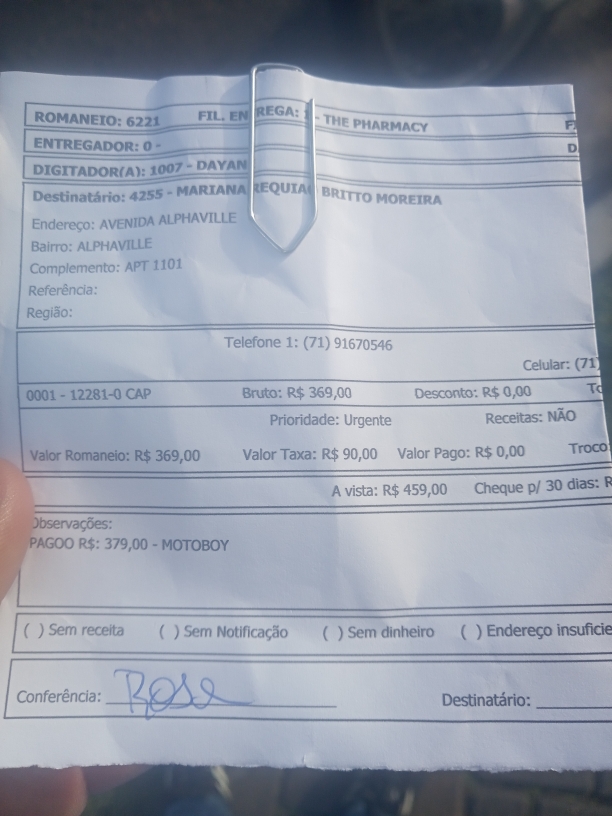 ROMANEIO: 6221 FIL. EN REGA: - THE PHARMACY
ENTREGADOR: 0 - D
DIGITADOR(A): 1007 - DAYAN
Destinatário: 4255 - MARIANA REQUIA BRITTO MOREIRA
Endereço: AVENIDA ALPHAVILLE
Bairro: ALPHAVILLE
Complemento: APT 1101
Referência:
Região:
Telefone 1: (71) 91670546
Celular: (71)
0001 - 12281-0 CAP Bruto: R$ 369,00 Desconto: R$ 0,00 To
Prioridade: Urgente Receitas: NÃO
Valor Romaneio: R$ 369,00 Valor Taxa: R$ 90,00 Valor Pago: R$ 0,00 Troco
A vista: R$ 459,00 Cheque p/ 30 dias: R
Observações:
PAGOO R$: 379,00 - MOTOBOY
( ) Sem receita ( ) Sem Notificação ( ) Sem dinheiro ( ) Endereço insuficie
Conferência: Rose Destinatário: